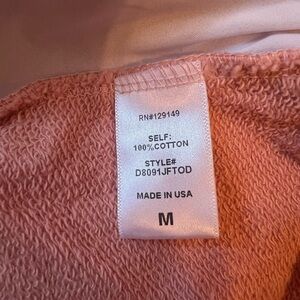 RN#129149
SELF:
100%COTTON
STYLE#
D8091JFTOD
MADE IN USA
M